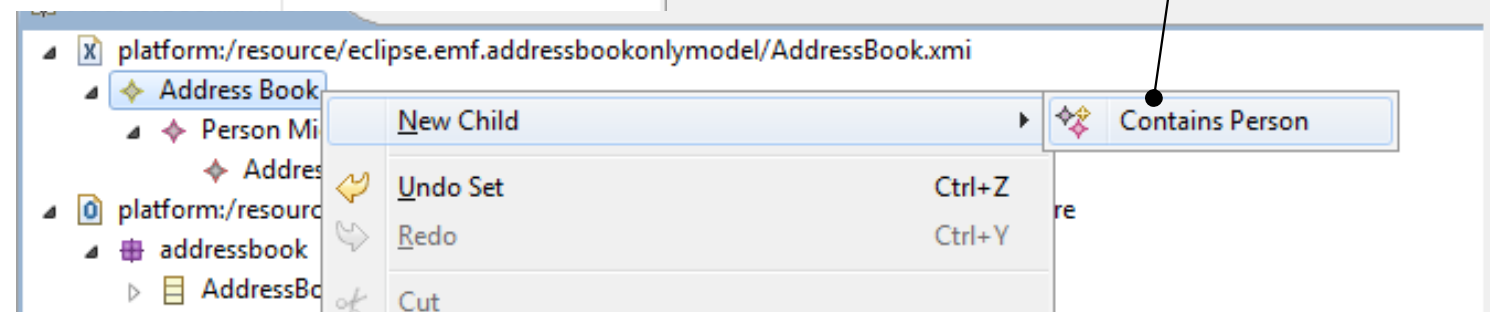 platform:/resource/eclipse.emf.addressbookonlymodel/AddressBook.xmi
Address Book
New Child
Contains Person
Person Mi
Addres
Undo Set Ctrl+Z
platform:/resourc re
Redo Ctrl+Y
addressbook
AddressBo
Cut